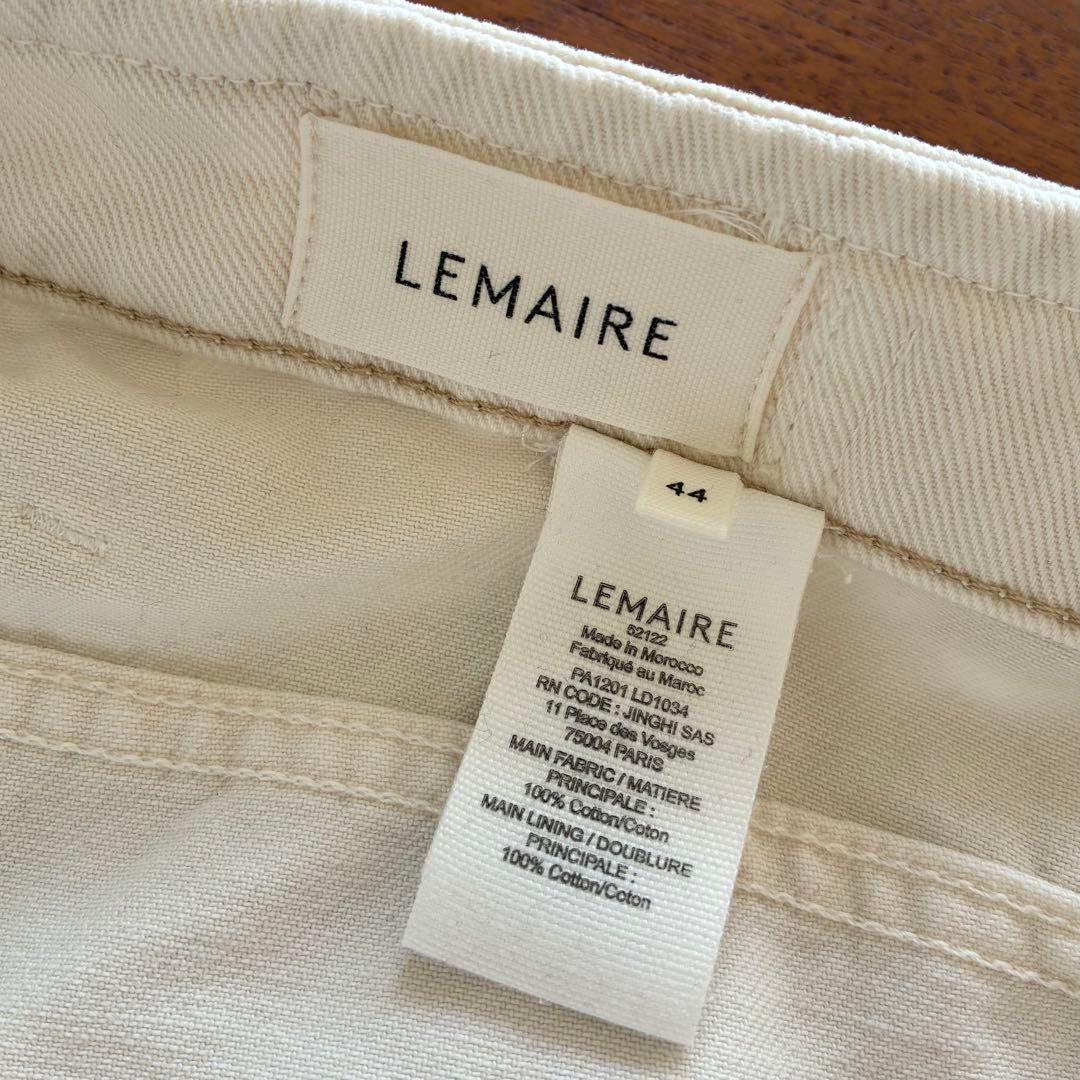 LEMAIRE
44
LEMAIRE
52122
Made in Morocco
Fabriqué au Maroc
PA1201 LD1034
RN CODE : JINGHI SAS
11 Place des Vosges
75004 PARIS
MAIN FABRIC / MATIERE
PRINCIPALE :
100% Cotton/Coton
MAIN LINING / DOUBLURE
PRINCIPALE :
100% Cotton/Coton